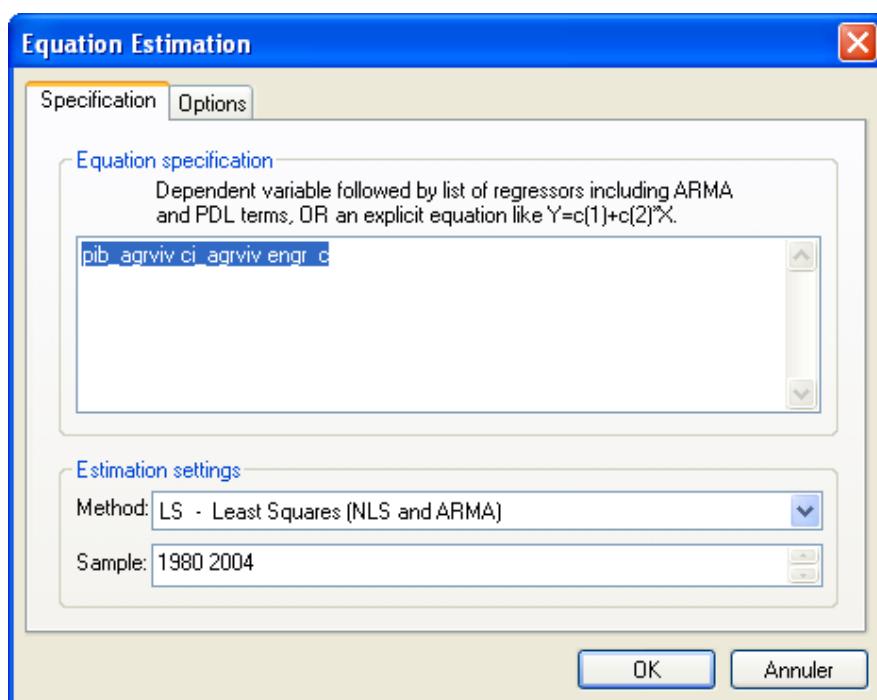 Equation Estimation
Specification
Options
Equation specification
Dependent variable followed by list of regressors including ARMA
and PDL terms, OR an explicit equation like Y=c(1)+c(2)*X.
pib_agrviv ci_agrviv engr c
Estimation settings
Method: LS - Least Squares (NLS and ARMA)
Sample: 1980 2004
OK
Annuler